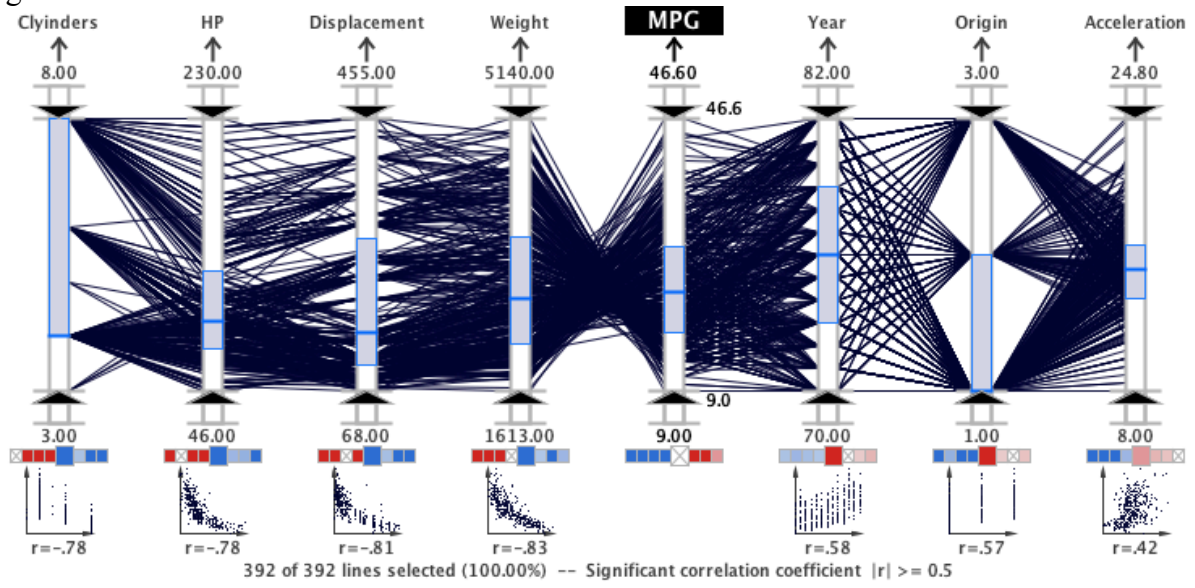 Clyinders HP Displacement Weight MPG Year Origin Acceleration
8.00 230.00 455.00 5140.00 46.60 82.00 3.00 24.80
46.6
9.0
3.00 46.00 68.00 1613.00 9.00 70.00 1.00 8.00
r=-.78 r=-.78 r=-.81 r=-.83 r=.58 r=.57 r=.42
392 of 392 lines selected (100.00%) -- Significant correlation coefficient |r| >= 0.5